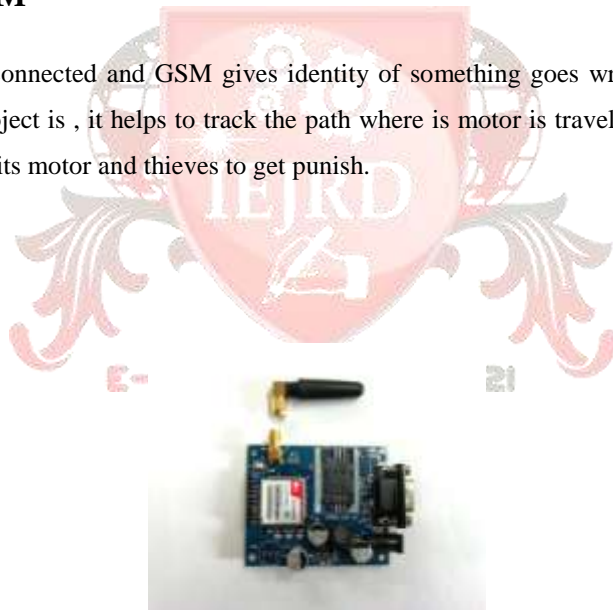 M
onnected and GSM gives identity of something goes wr
ject is , it helps to track the path where is motor is travel
its motor and thieves to get punish.
IEJRD
E-
21